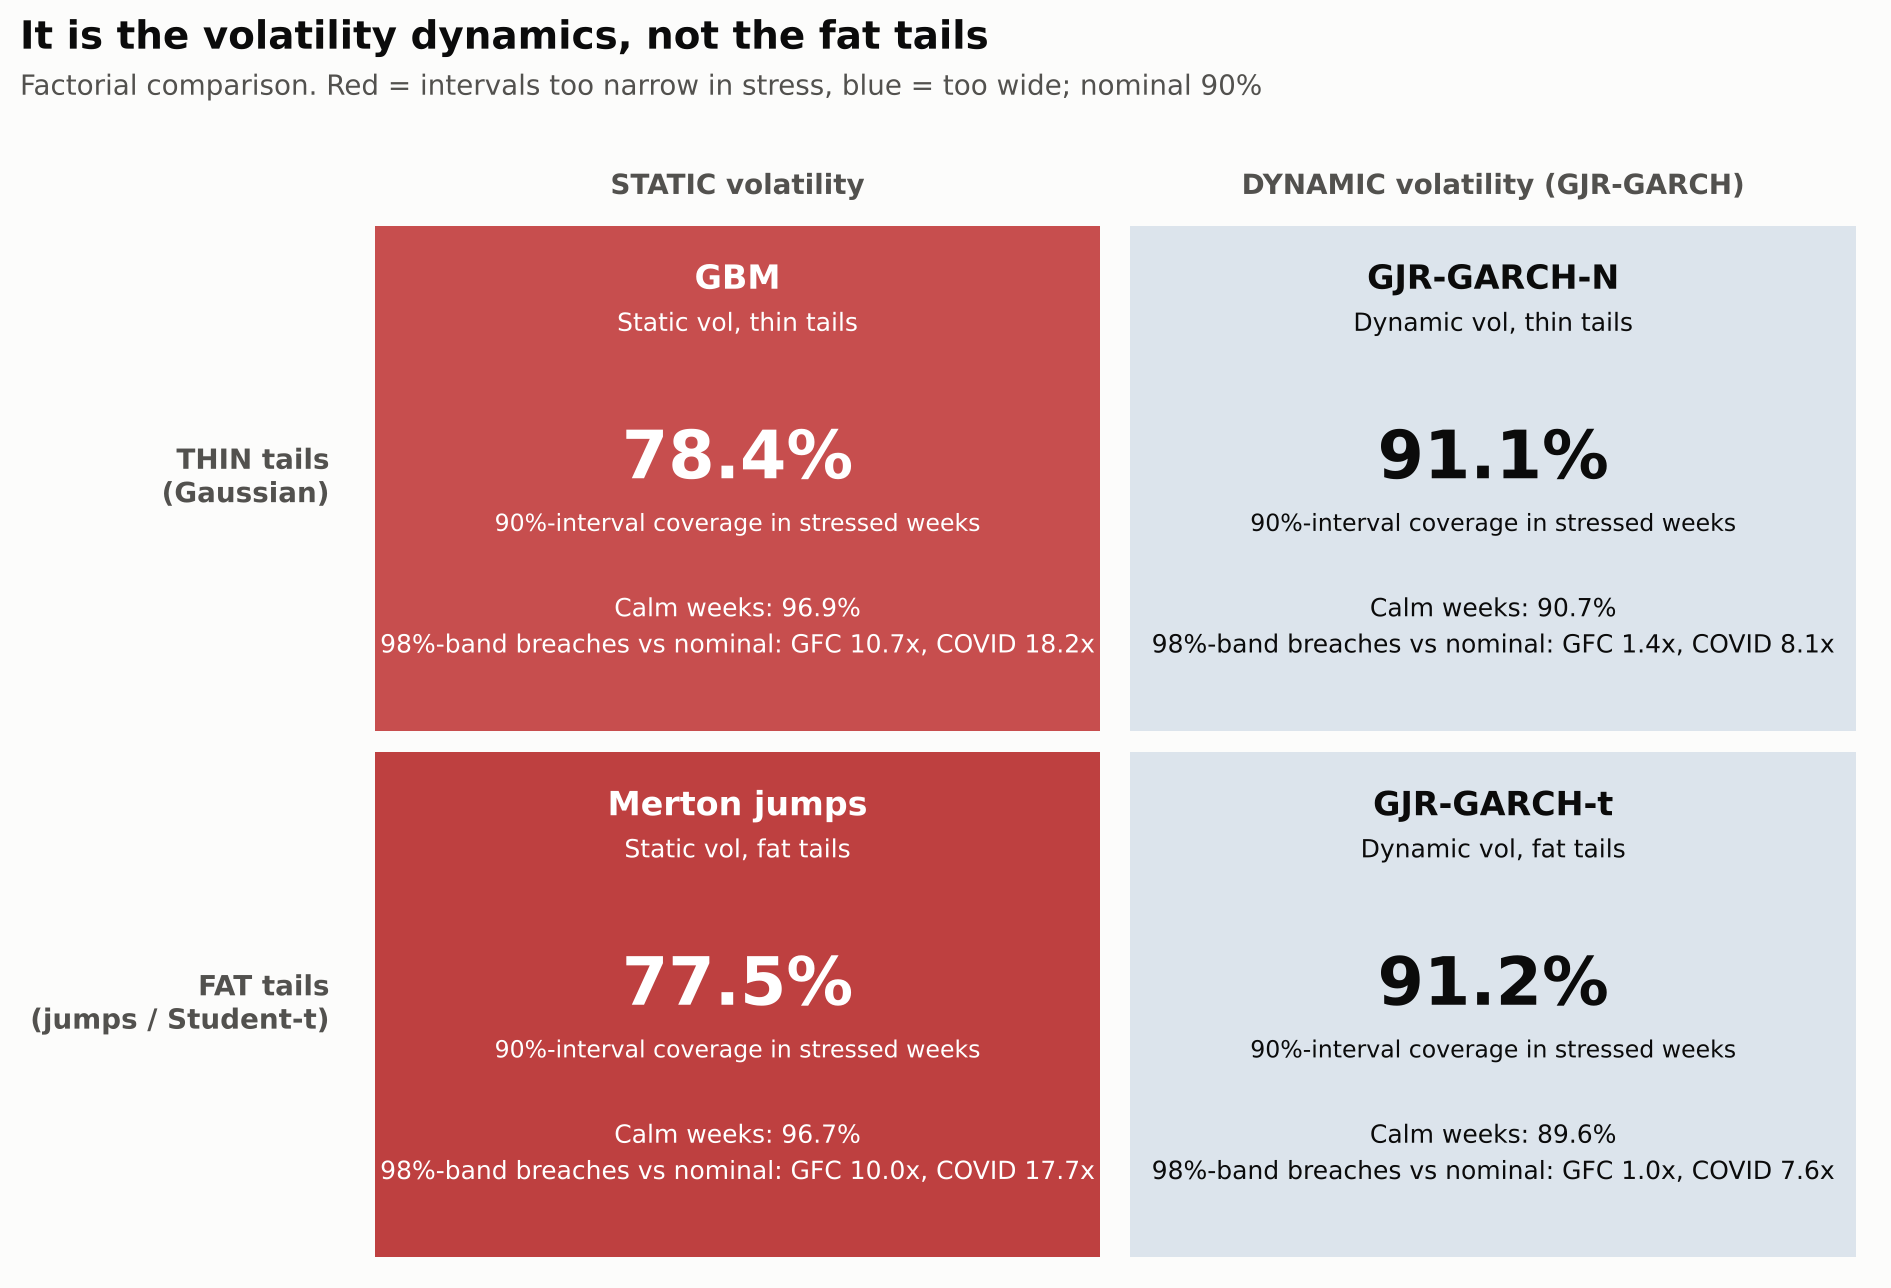 It is the volatility dynamics, not the fat tails
Factorial comparison. Red = intervals too narrow in stress, blue = too wide; nominal 90%
STATIC volatility
DYNAMIC volatility (GJR-GARCH)
THIN tails
(Gaussian)
GBM
Static vol, thin tails
78.4%
90%-interval coverage in stressed weeks
Calm weeks: 96.9%
98%-band breaches vs nominal: GFC 10.7x, COVID 18.2x
GJR-GARCH-N
Dynamic vol, thin tails
91.1%
90%-interval coverage in stressed weeks
Calm weeks: 90.7%
98%-band breaches vs nominal: GFC 1.4x, COVID 8.1x
FAT tails
(jumps / Student-t)
Merton jumps
Static vol, fat tails
77.5%
90%-interval coverage in stressed weeks
Calm weeks: 96.7%
98%-band breaches vs nominal: GFC 10.0x, COVID 17.7x
GJR-GARCH-t
Dynamic vol, fat tails
91.2%
90%-interval coverage in stressed weeks
Calm weeks: 89.6%
98%-band breaches vs nominal: GFC 1.0x, COVID 7.6x